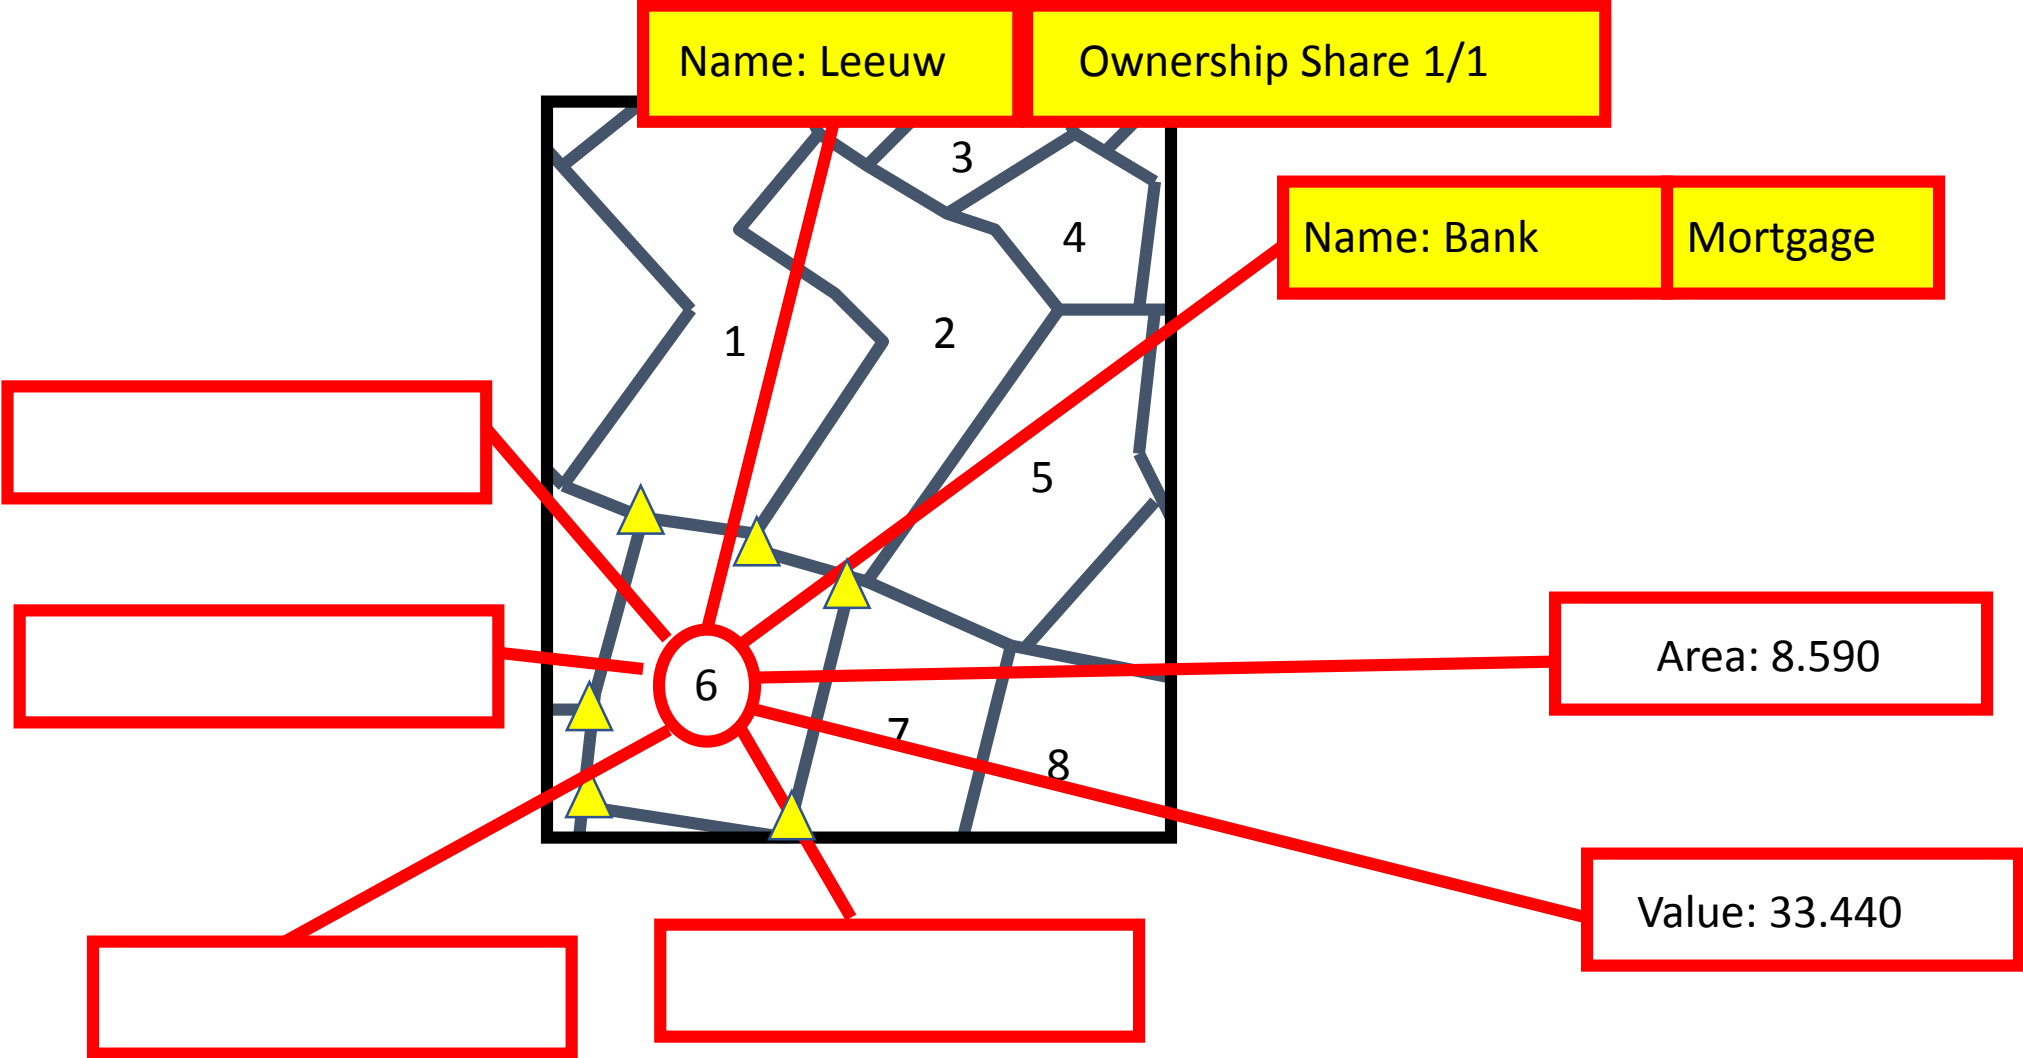 Name: Leeuw
Ownership Share 1/1
3
4
Name: Bank
Mortgage
1
2
5
6
Area: 8.590
7
8
Value: 33.440